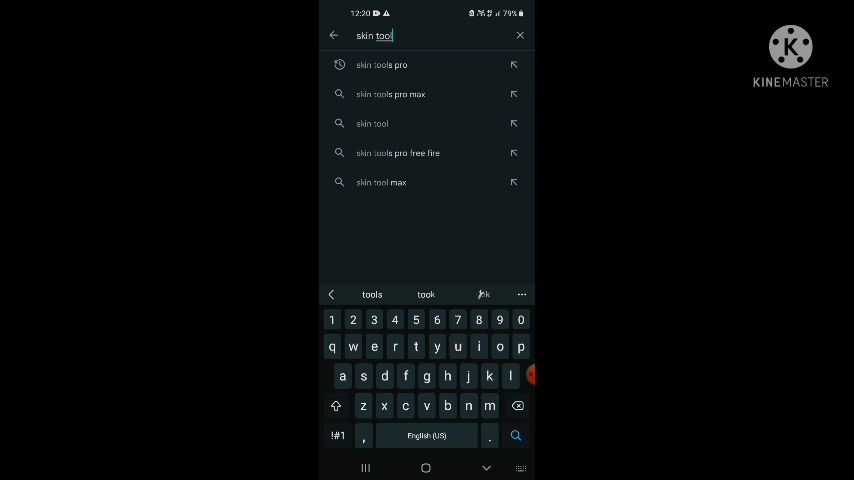 12:20
79%
skin tool
skin tools pro
skin tools pro max
skin tool
skin tools pro free fire
skin tool max
tools took
1 2 3 4 5 6 7 8 9 0
q w e r t y u i o p
a s d f g h j k l
z x c v b n m
!#1 , English (US) .
K
KINEMASTER